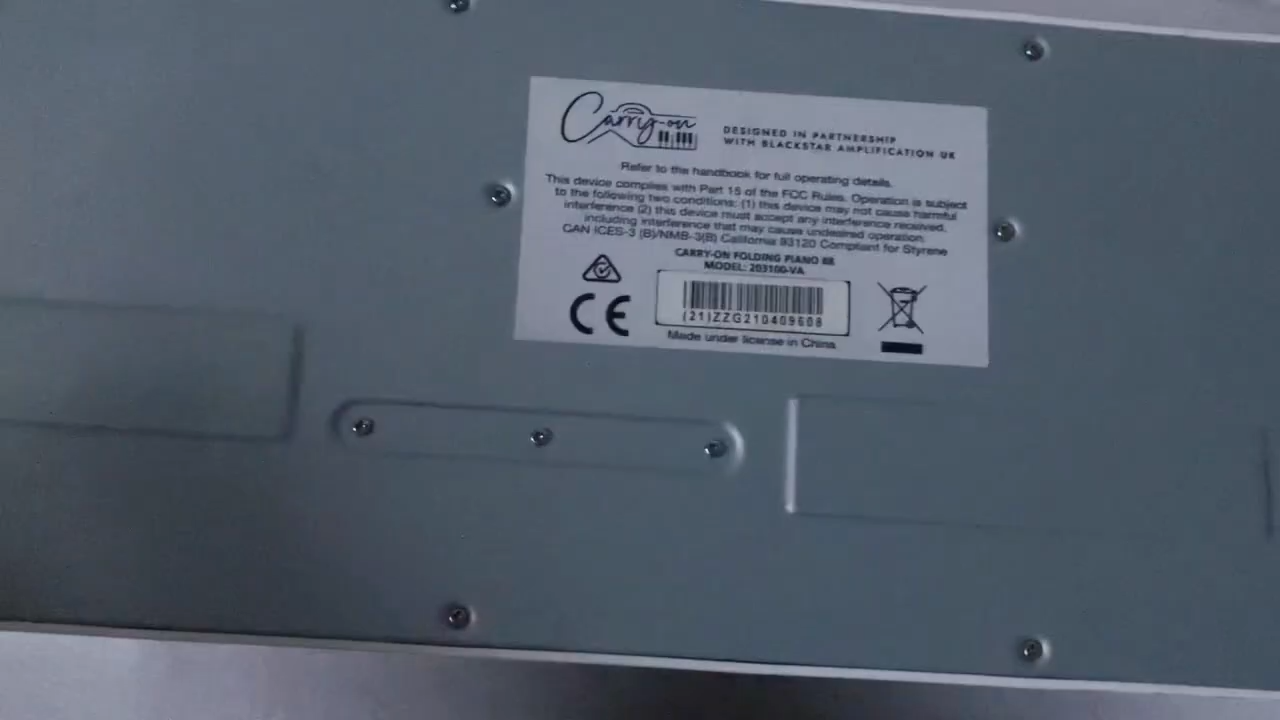 Carry-on
DESIGNED IN PARTNERSHIP
WITH BLACKSTAR AMPLIFICATION UK
Refer to the handbook for full operating details.
This device complies with Part 15 of the FCC Rules. Operation is subject
to the following two conditions: (1) this device may not cause harmful
interference (2) this device must accept any interference received,
including interference that may cause undesired operation.
CAN ICES-3 (B)/NMB-3(B) California 93120 Compliant for Styrene
CARRY-ON FOLDING PIANO 88
MODEL: 203100-VA
CE
(21)ZZG210409608
Made under license in China